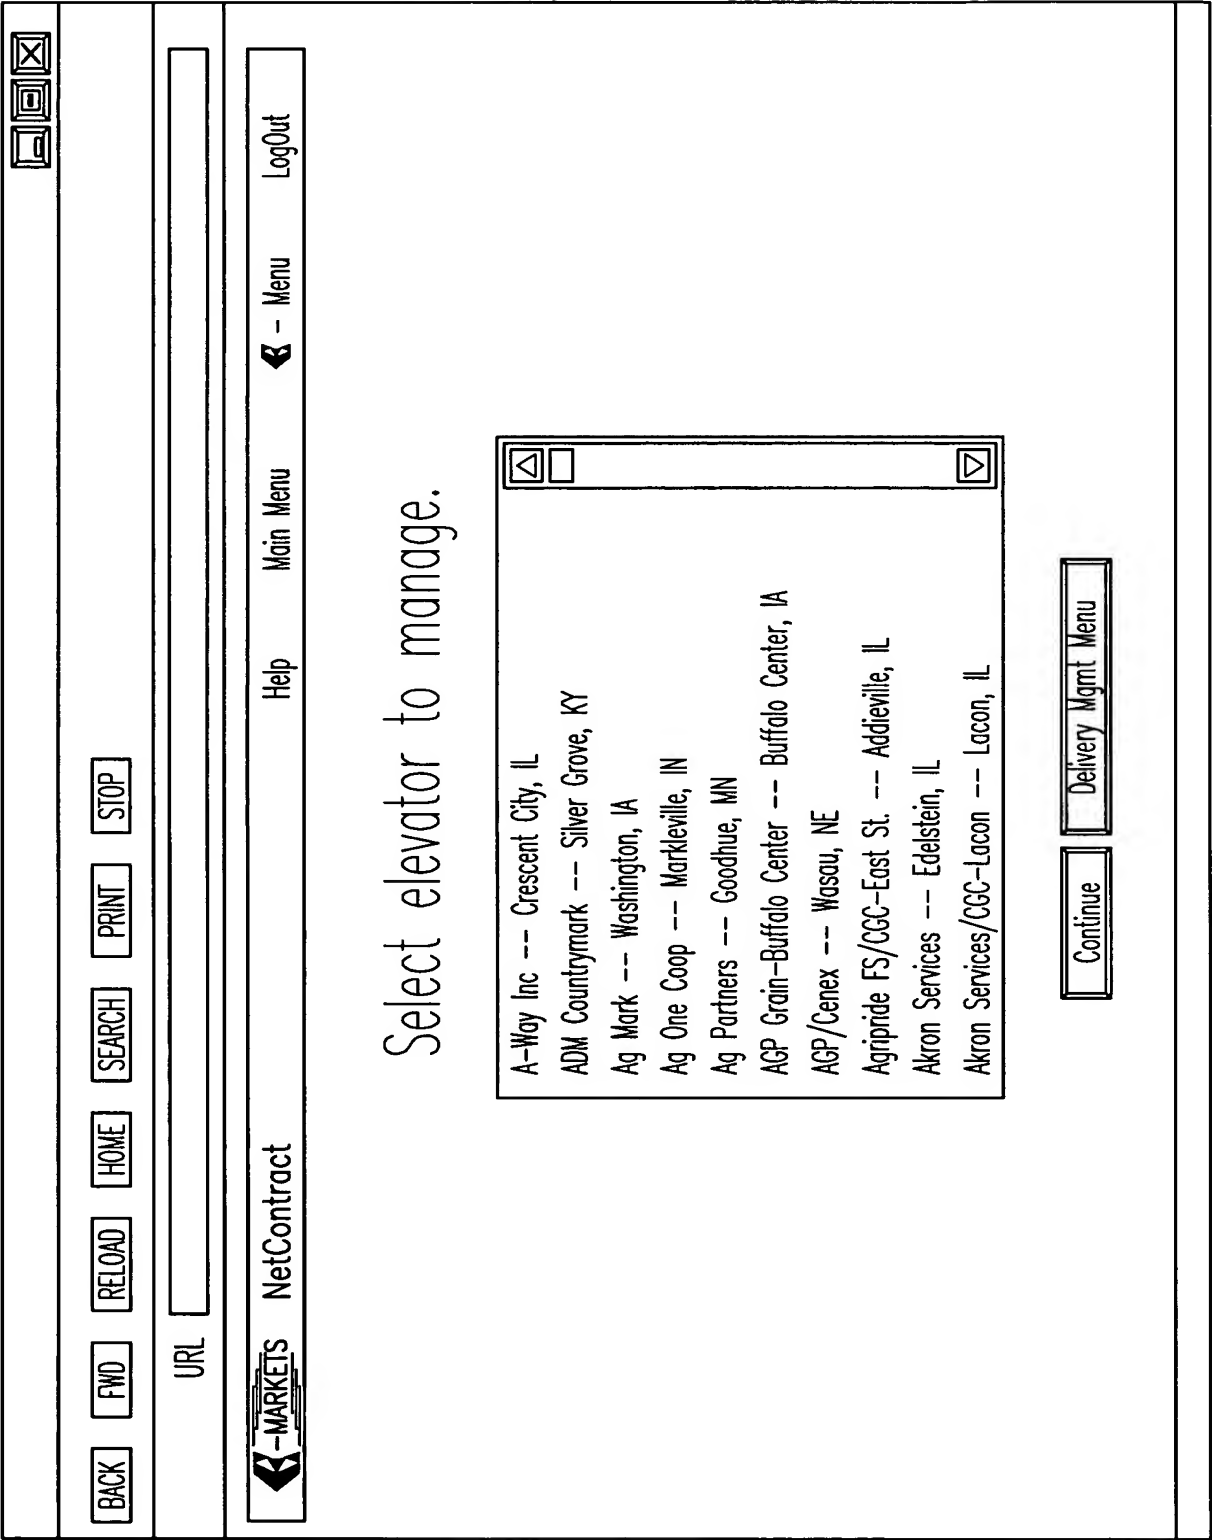 BACK FWD RELOAD HOME SEARCH PRINT STOP
URL
-MARKETS NetContract Help Main Menu - Menu LogOut
Select elevator to manage.
A-Way Inc -- Crescent City, IL
ADM Countrymark -- Silver Grove, KY
Ag Mark -- Washington, IA
Ag One Coop -- Markleville, IN
Ag Partners -- Goodhue, MN
AGP Grain-Buffalo Center -- Buffalo Center, IA
AGP/Cenex -- Wasau, NE
Agripride FS/CGC-East St. -- Addieville, IL
Akron Services -- Edelstein, IL
Akron Services/CGC-Lacon -- Lacon, IL
Continue Delivery Mgmt Menu